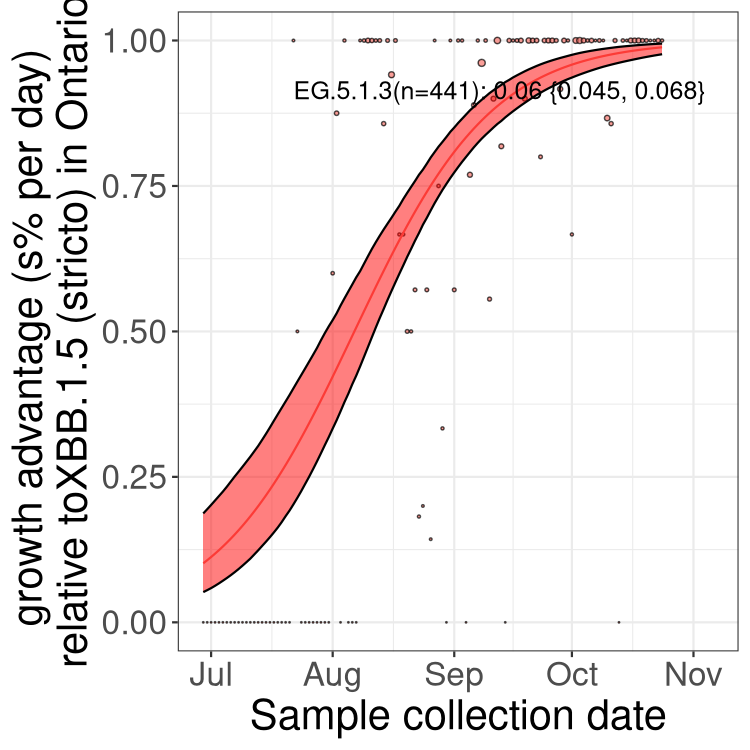 growth advantage (s% per day)
relative toXBB.1.5 (stricto) in Ontario
1.00
0.75
0.50
0.25
0.00
EG.5.1.3(n=441): 0.06 {0.045, 0.068}
Jul Aug Sep Oct Nov
Sample collection date